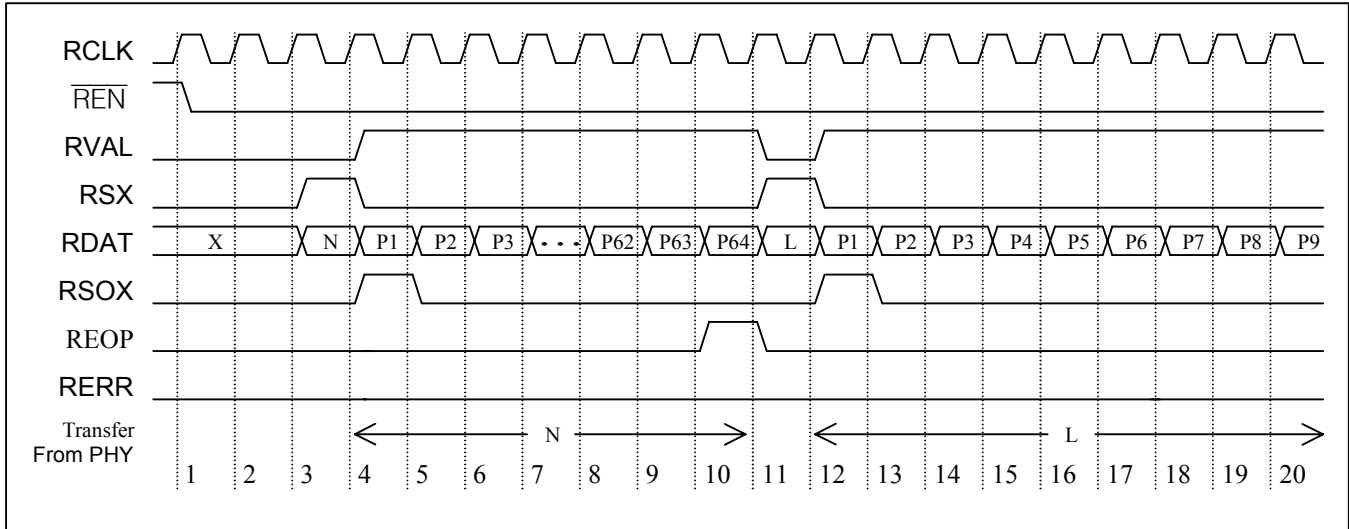 RCLK
REN
RVAL
RSX
RDAT X N P1 P2 P3 • • • P62 P63 P64 L P1 P2 P3 P4 P5 P6 P7 P8 P9
RSOX
REOP
RERR
Transfer N L
From PHY
1 2 3 4 5 6 7 8 9 10 11 12 13 14 15 16 17 18 19 20